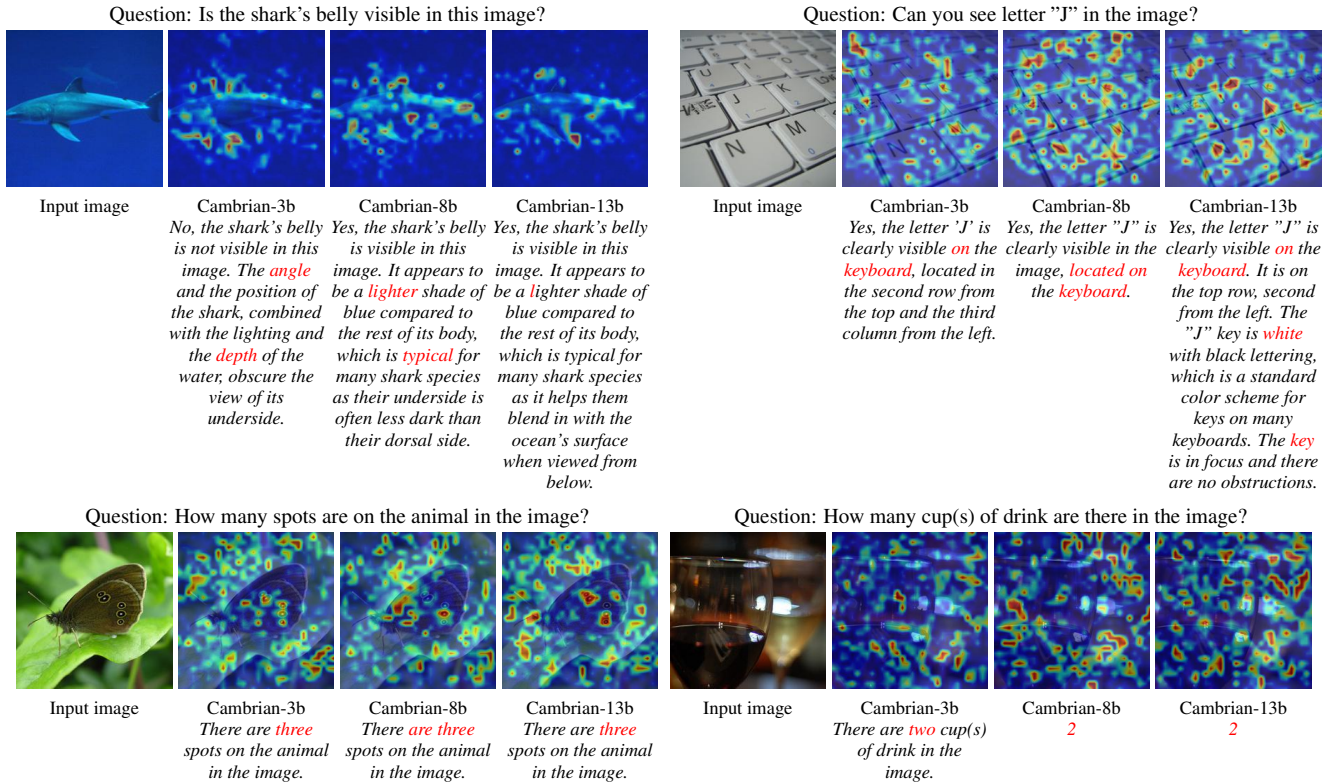 Question: Is the shark's belly visible in this image?
Input image
Cambrian-3b
No, the shark's belly
is not visible in this
image. The angle
and the position of
the shark, combined
with the lighting and
the depth of the
water, obscure the
view of its
underside.
Cambrian-8b
Yes, the shark's belly
is visible in this
image. It appears to
be a lighter shade of
blue compared to
the rest of its body,
which is typical for
many shark species
as their underside is
often less dark than
their dorsal side.
Cambrian-13b
Yes, the shark's belly
is visible in this
image. It appears to
be a lighter shade of
blue compared to
the rest of its body,
which is typical for
many shark species
as it helps them
blend in with the
ocean's surface
when viewed from
below.
Question: Can you see letter ”J” in the image?
U I O
J K
N M
Input image
Cambrian-3b
Yes, the letter 'J' is
clearly visible on the
keyboard, located in
the second row from
the top and the third
column from the left.
Cambrian-8b
Yes, the letter ”J” is
clearly visible in the
image, located on
the keyboard.
Cambrian-13b
Yes, the letter ”J” is
clearly visible on the
keyboard. It is on
the top row, second
from the left. The
”J” key is white
with black lettering,
which is a standard
color scheme for
keys on many
keyboards. The key
is in focus and there
are no obstructions.
Question: How many spots are on the animal in the image?
Input image
Cambrian-3b
There are three
spots on the animal
in the image.
Cambrian-8b
There are three
spots on the animal
in the image.
Cambrian-13b
There are three
spots on the animal
in the image.
Question: How many cup(s) of drink are there in the image?
Input image
Cambrian-3b
There are two cup(s)
of drink in the
image.
Cambrian-8b
2
Cambrian-13b
2